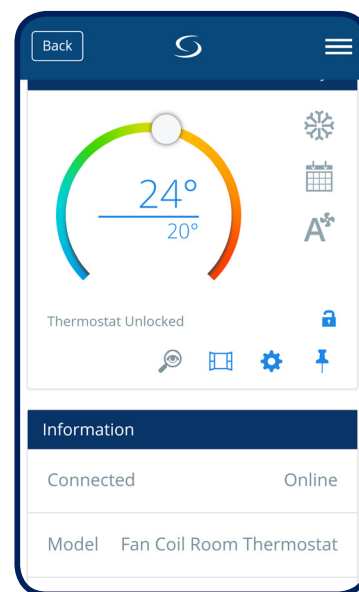 Back
24°
20°
A
Thermostat Unlocked
Information
Connected Online
Model Fan Coil Room Thermostat